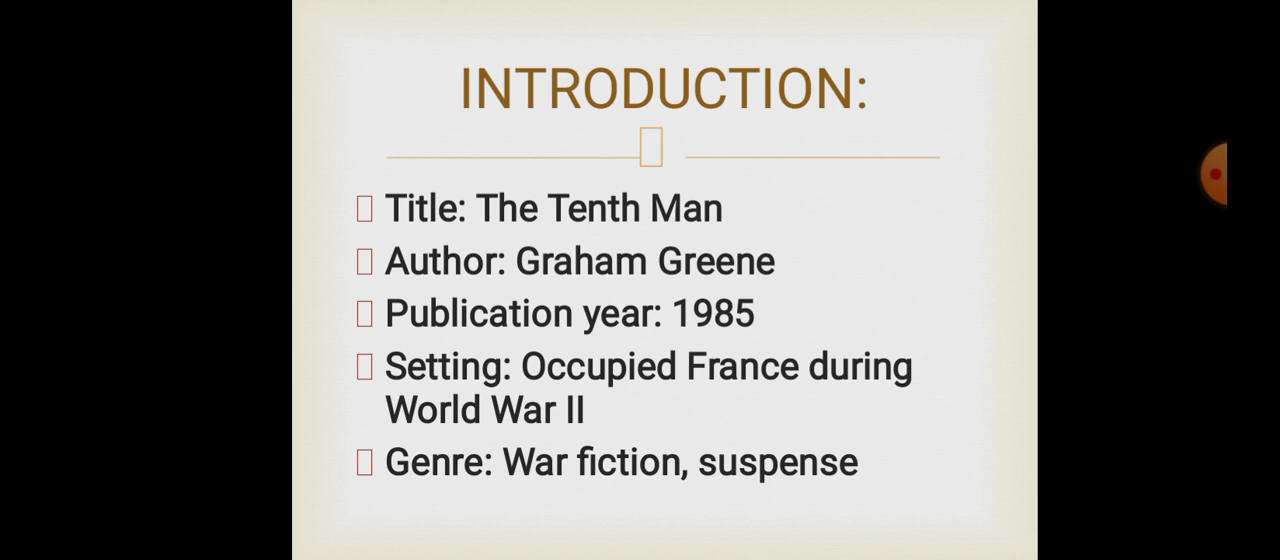 INTRODUCTION:
Title: The Tenth Man
Author: Graham Greene
Publication year: 1985
Setting: Occupied France during
World War II
Genre: War fiction, suspense